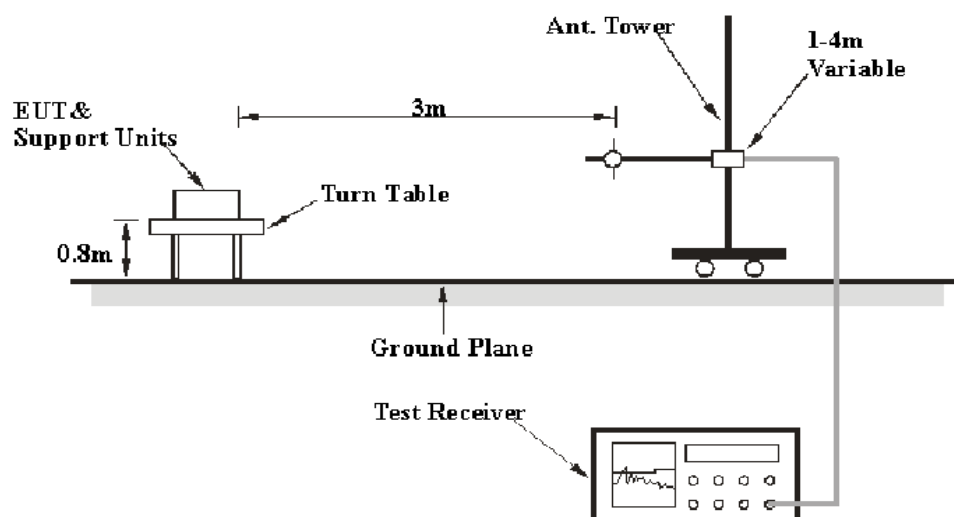 Ant. Tower
1-4m
Variable
3m
EUT&
Support Units
Turn Table
0.8m
Ground Plane
Test Receiver